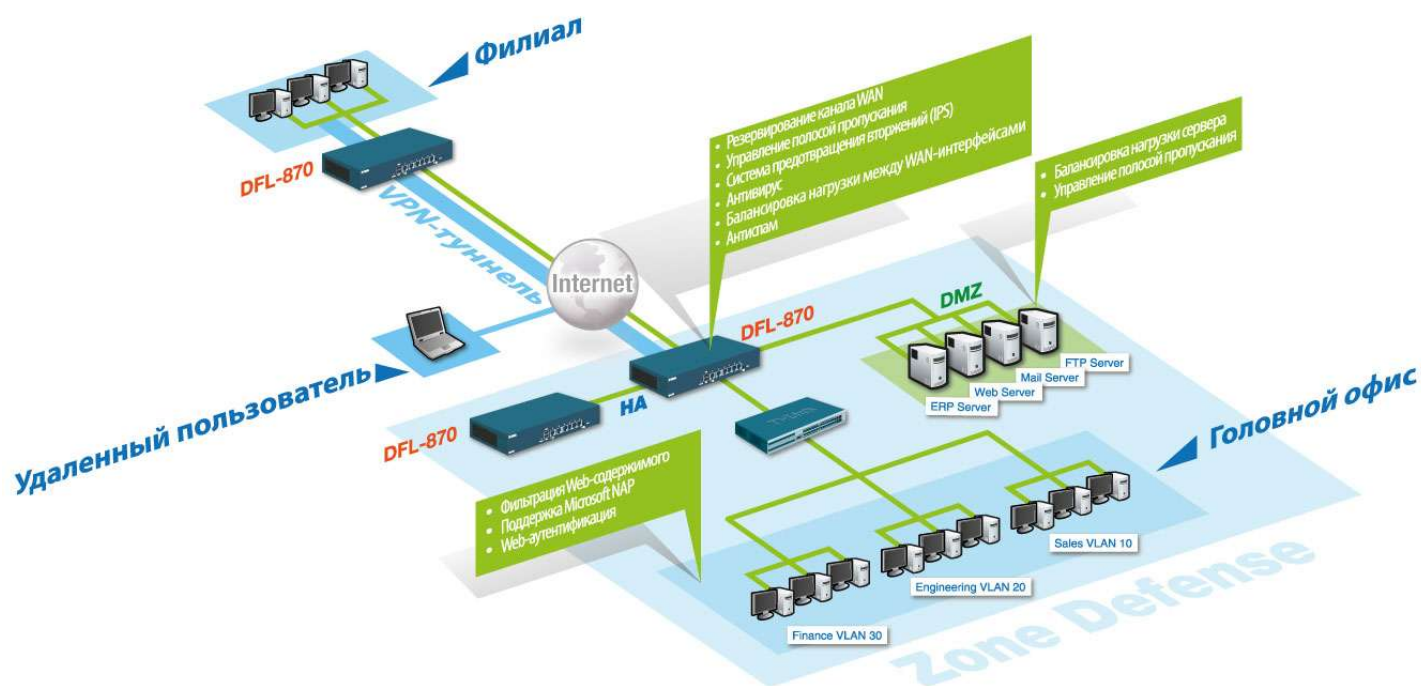 Филиал
DFL-870
VPN-туннель
Internet
• Резервирование канала WAN
• Управление полосой пропускания
• Система предотвращения вторжений (IPS)
• Антивирус
• Балансировка нагрузки между WAN-интерфейсами
• Антиспам
• Балансировка нагрузки сервера
• Управление полосой пропускания
Удаленный пользователь
DFL-870
DMZ
FTP Server
Mail Server
Web Server
ERP Server
HA
DFL-870
D-Link
Головной офис
• Фильтрация Web-содержимого
• Поддержка Microsoft NAP
• Web-аутентификация
Sales VLAN 10
Engineering VLAN 20
Finance VLAN 30
Zone Defense